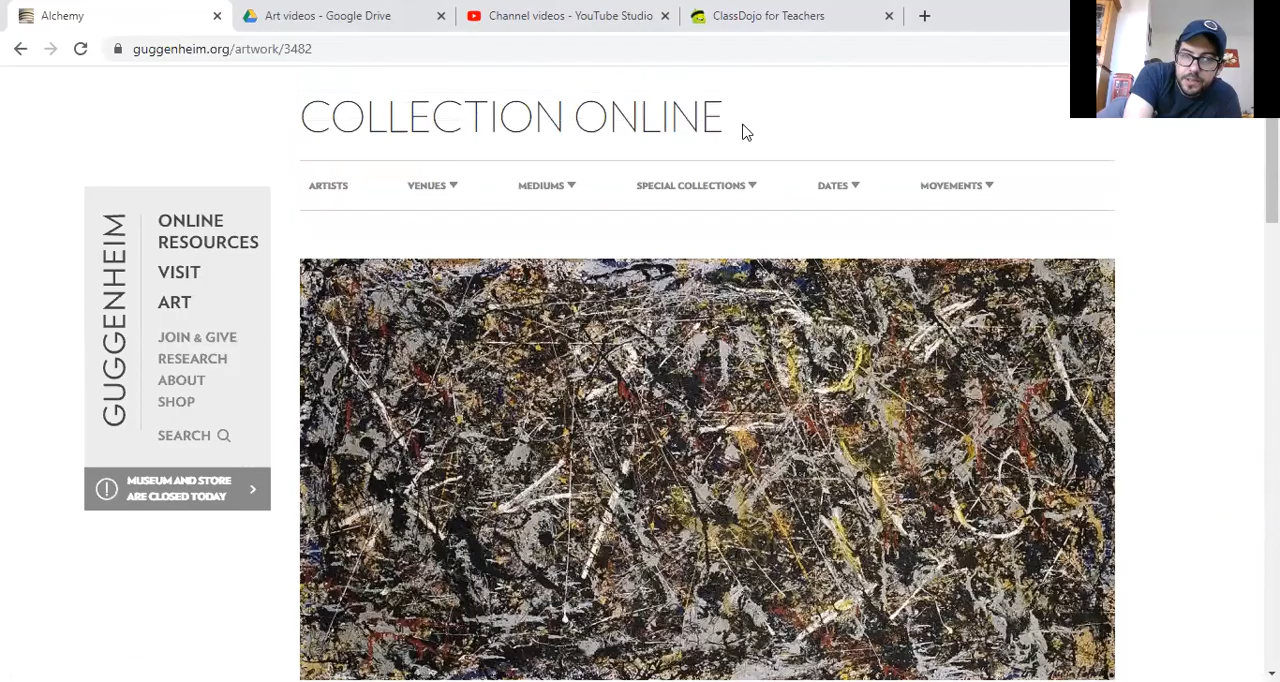 Alchemy
Art videos - Google Drive
Channel videos - YouTube Studio
ClassDojo for Teachers
guggenheim.org/artwork/3482
COLLECTION ONLINE
ARTISTS
VENUES
MEDIUMS
SPECIAL COLLECTIONS
DATES
MOVEMENTS
GUGGENHEIM
ONLINE
RESOURCES
VISIT
ART
JOIN & GIVE
RESEARCH
ABOUT
SHOP
SEARCH
MUSEUM AND STORE
ARE CLOSED TODAY